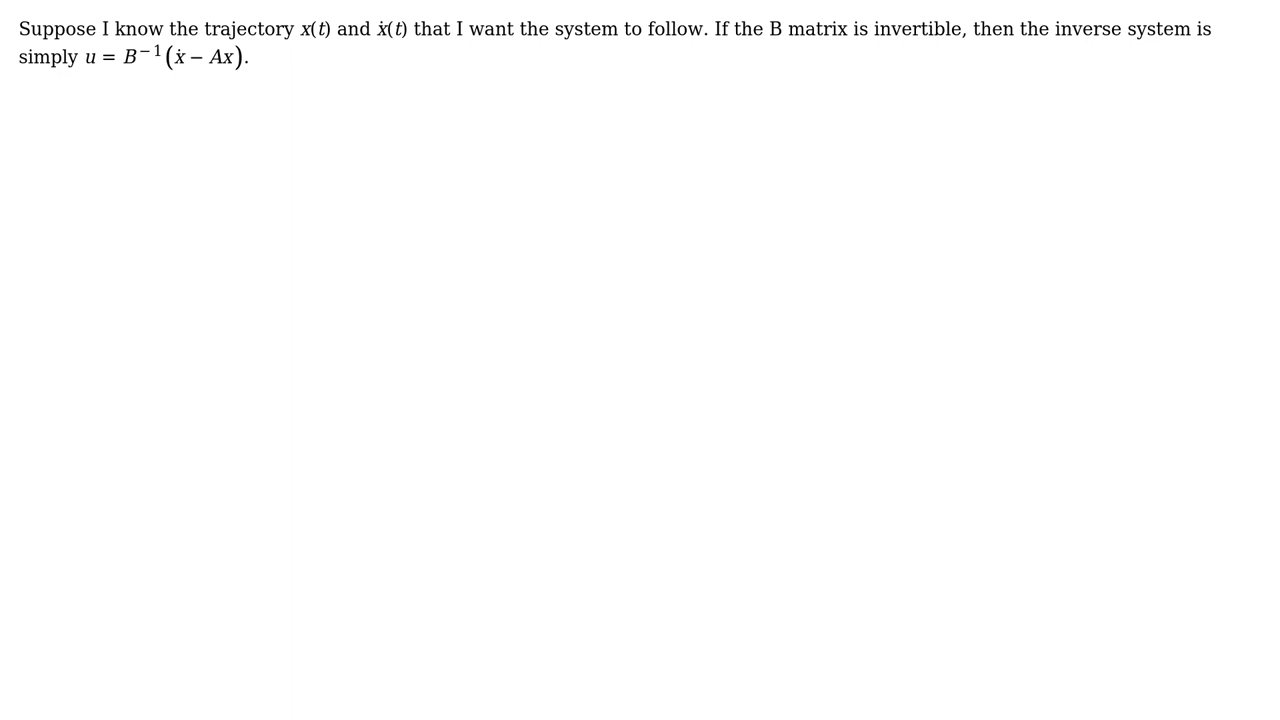 Suppose I know the trajectory x(t) and ẋ(t) that I want the system to follow. If the B matrix is invertible, then the inverse system is
simply u = B⁻¹(ẋ − Ax).